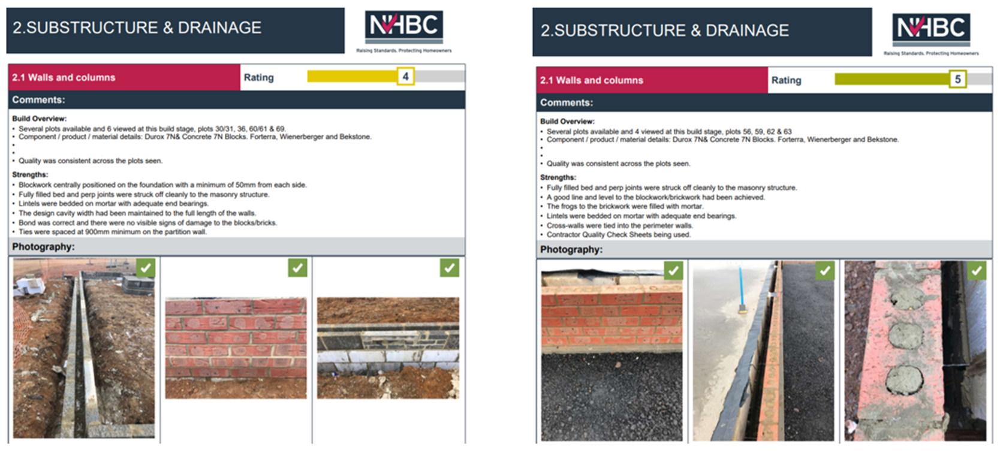 2.SUBSTRUCTURE & DRAINAGE
NHBC
Raising Standards. Protecting Homeowners
2.1 Walls and columns
Rating
4
Comments:
Build Overview:
• Several plots available and 6 viewed at this build stage, plots 30/31, 36, 60/61 & 69.
• Component / product / material details: Durox 7N& Concrete 7N Blocks. Forterra, Wienerberger and Bekstone.
•
•
• Quality was consistent across the plots seen.
Strengths:
• Blockwork centrally positioned on the foundation with a minimum of 50mm from each side.
• Fully filled bed and perp joints were struck off cleanly to the masonry structure.
• Lintels were bedded on mortar with adequate end bearings.
• The design cavity width had been maintained to the full length of the walls.
• Bond was correct and there were no visible signs of damage to the blocks/bricks.
• Ties were spaced at 900mm minimum on the partition wall.
Photography:
2.SUBSTRUCTURE & DRAINAGE
NHBC
Raising Standards. Protecting Homeowners
2.1 Walls and columns
Rating
5
Comments:
Build Overview:
• Several plots available and 4 viewed at this build stage, plots 56, 59, 62 & 63
• Component / product / material details: Durox 7N& Concrete 7N Blocks. Forterra, Wienerberger and Bekstone.
•
•
• Quality was consistent across the plots seen.
Strengths:
• Fully filled bed and perp joints were struck off cleanly to the masonry structure.
• A good line and level to the blockwork/brickwork had been achieved.
• The frogs to the brickwork were filled with mortar.
• Lintels were bedded on mortar with adequate end bearings.
• Cross-walls were tied into the perimeter walls.
• Contractor Quality Check Sheets being used.
Photography: